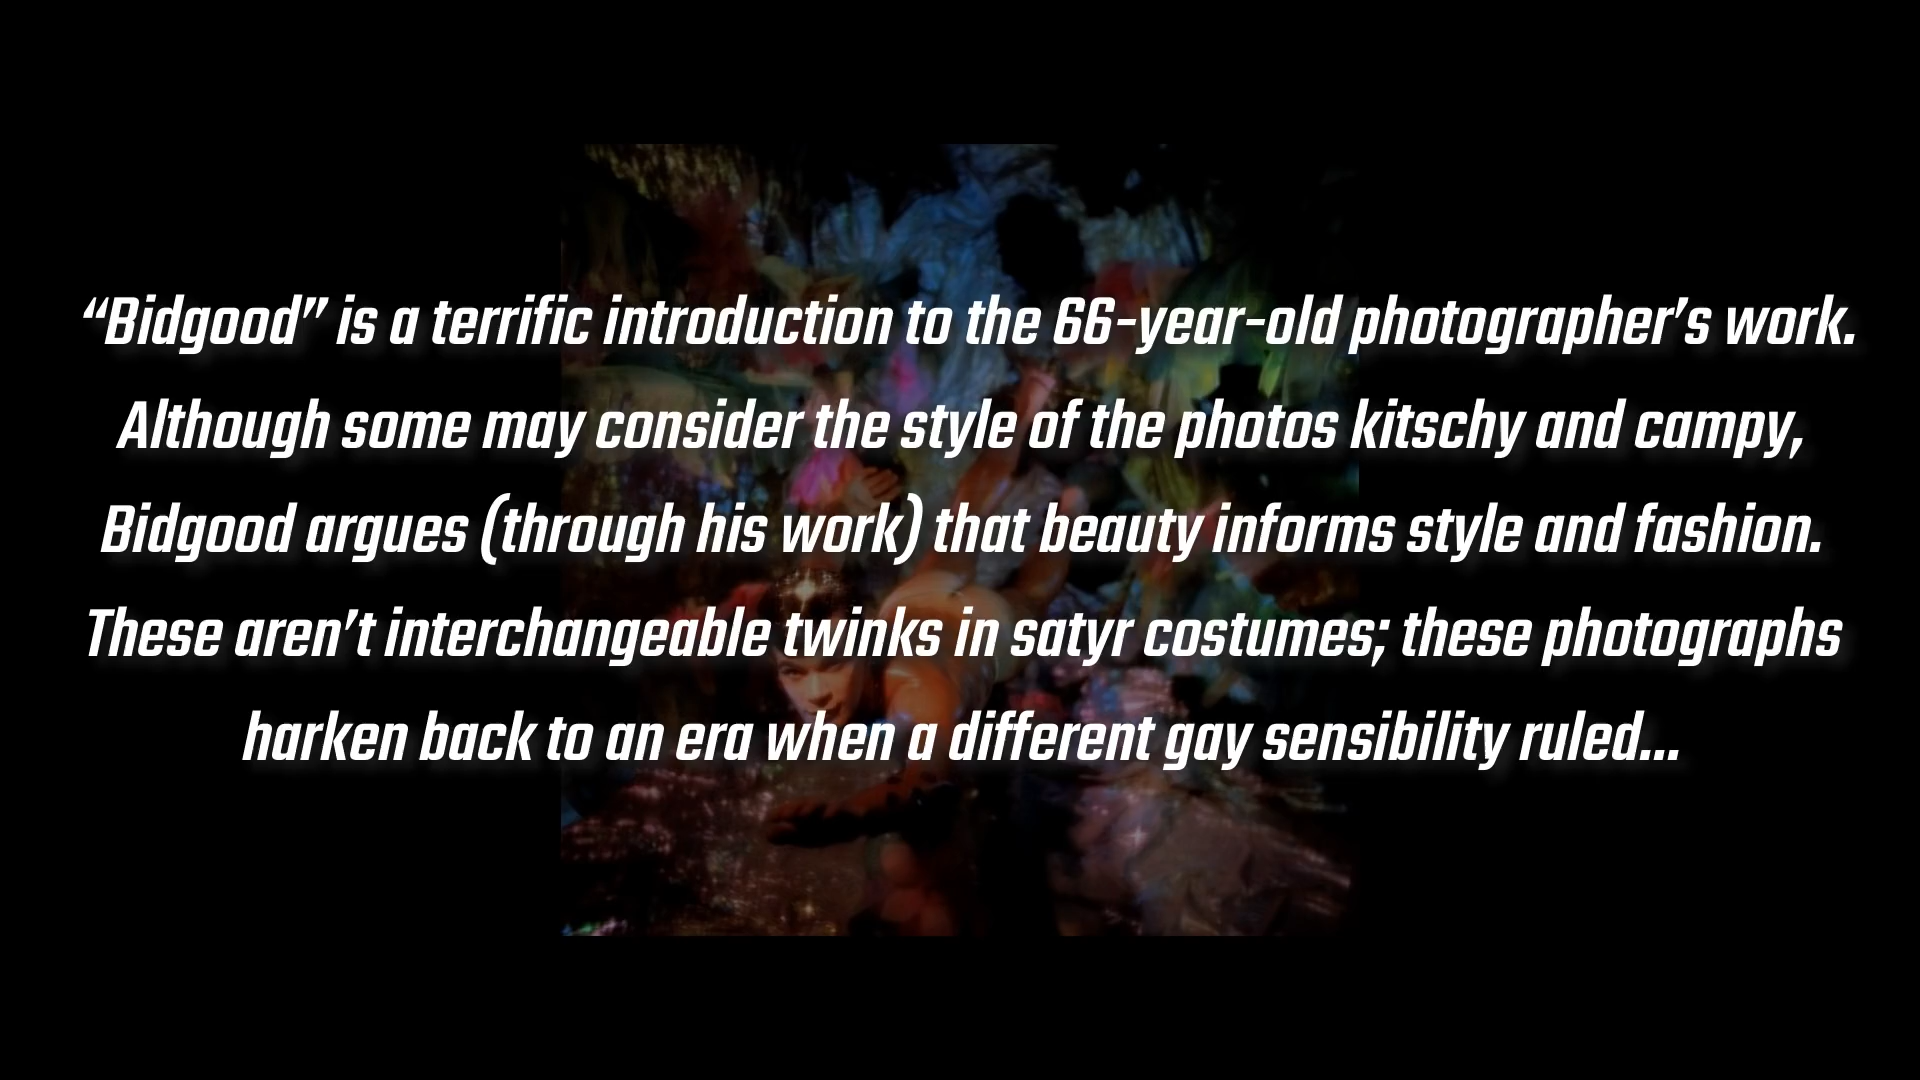 “Bidgood” is a terrific introduction to the 66-year-old photographer’s work.
Although some may consider the style of the photos kitschy and campy,
Bidgood argues (through his work) that beauty informs style and fashion.
These aren’t interchangeable twinks in satyr costumes; these photographs
harken back to an era when a different gay sensibility ruled...